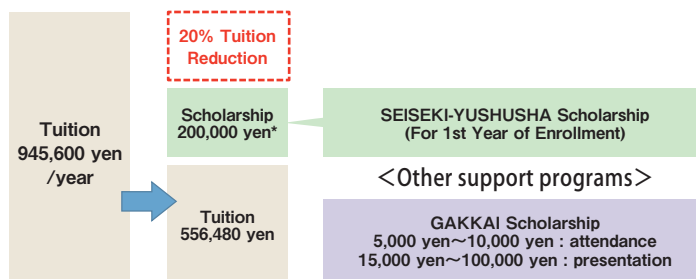 20% Tuition
Reduction
Tuition
945,600 yen
/year
Scholarship
200,000 yen*
SEISEKI-YUSHUSHA Scholarship
(For 1st Year of Enrollment)
Tuition
556,480 yen
<Other support programs>
GAKKAI Scholarship
5,000 yen～10,000 yen : attendance
15,000 yen～100,000 yen : presentation